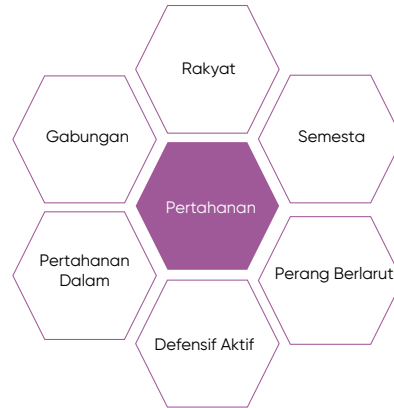 Rakyat
Gabungan
Semesta
Pertahanan
Pertahanan
Dalam
Perang Berlarut
Defensif Aktif